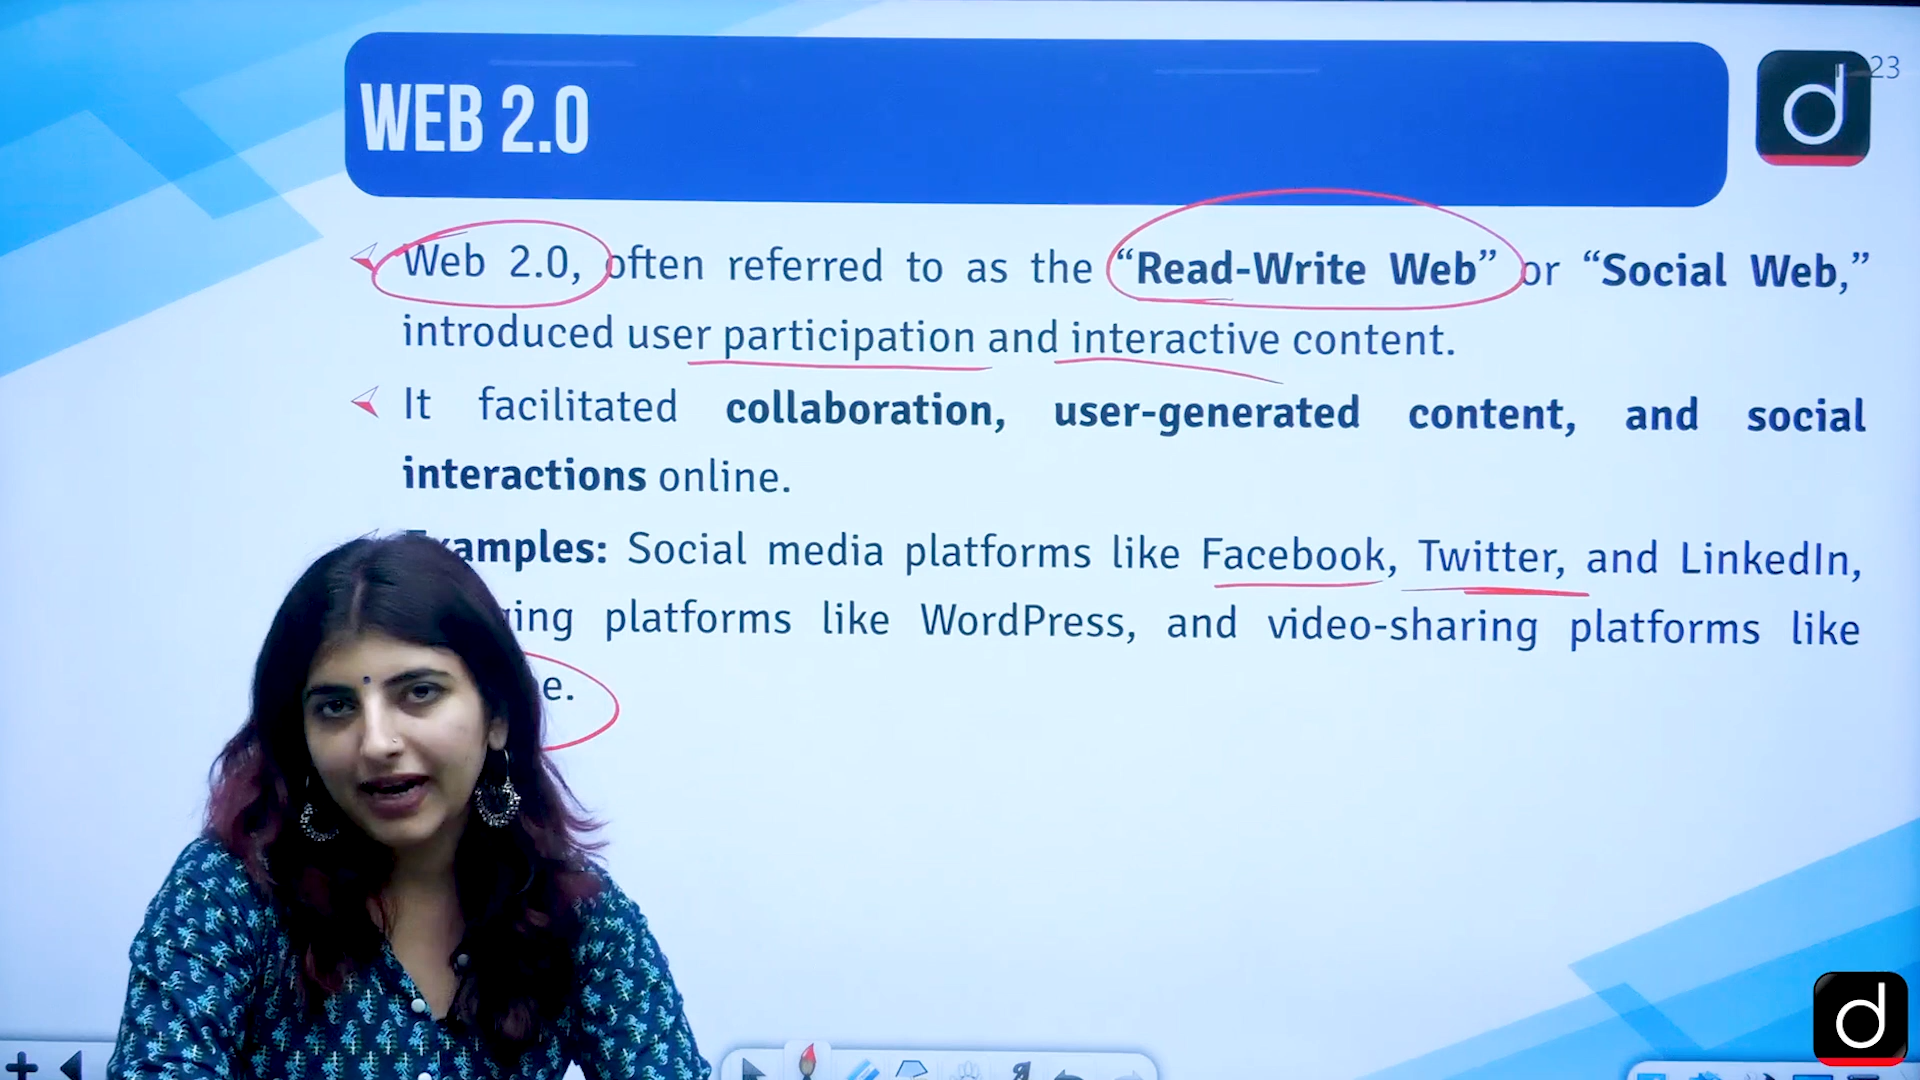 WEB 2.0
23
Web 2.0, often referred to as the “Read-Write Web” or “Social Web,”
introduced user participation and interactive content.
It facilitated collaboration, user-generated content, and social
interactions online.
Examples: Social media platforms like Facebook, Twitter, and LinkedIn,
platforms like WordPress, and video-sharing platforms like
d
d